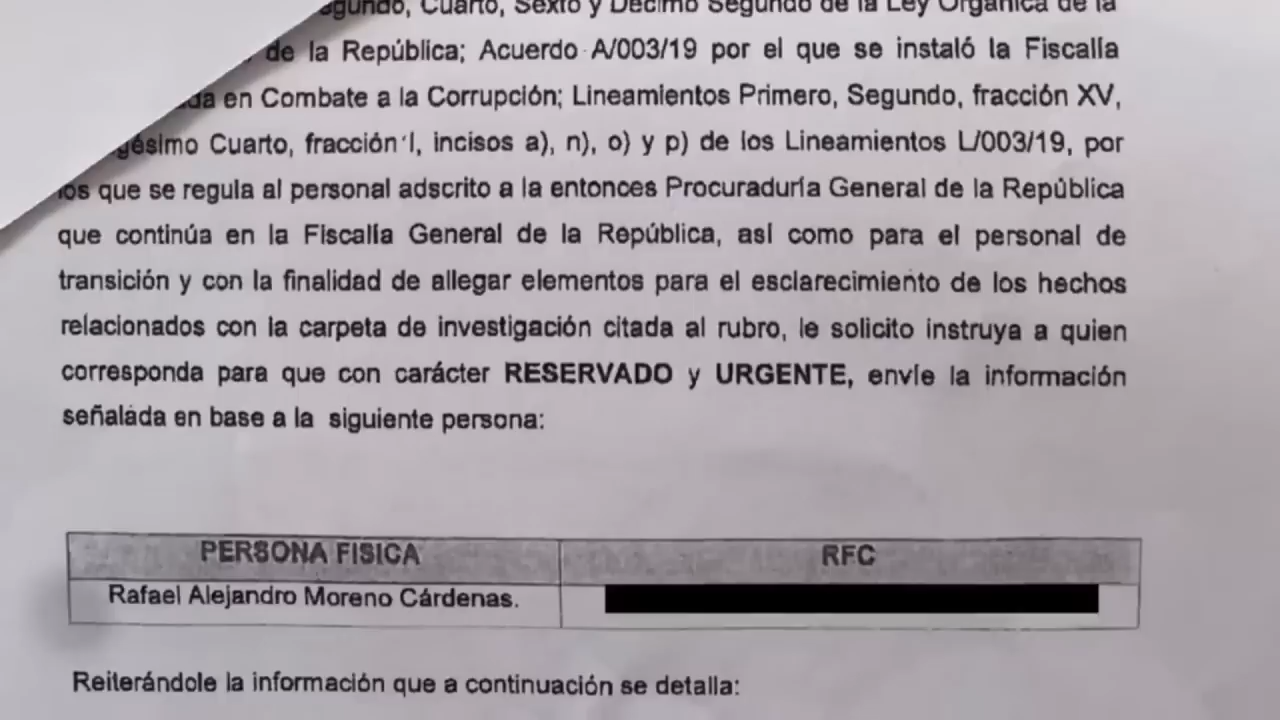 Segundo, Cuarto, Sexto y Décimo Segundo de la Ley Orgánica de la
de la República; Acuerdo A/003/19 por el que se instaló la Fiscalía
en Combate a la Corrupción; Lineamientos Primero, Segundo, fracción XV,
Cuarto, fracción I, incisos a), n), o) y p) de los Lineamientos L/003/19, por
los que se regula al personal adscrito a la entonces Procuraduría General de la República
que continúa en la Fiscalía General de la República, así como para el personal de
transición y con la finalidad de allegar elementos para el esclarecimiento de los hechos
relacionados con la carpeta de investigación citada al rubro, le solicito instruya a quien
corresponda para que con carácter RESERVADO y URGENTE, envíe la información
señalada en base a la siguiente persona:
PERSONA FISICA RFC
Rafael Alejandro Moreno Cárdenas.
Reiterándole la información que a continuación se detalla: